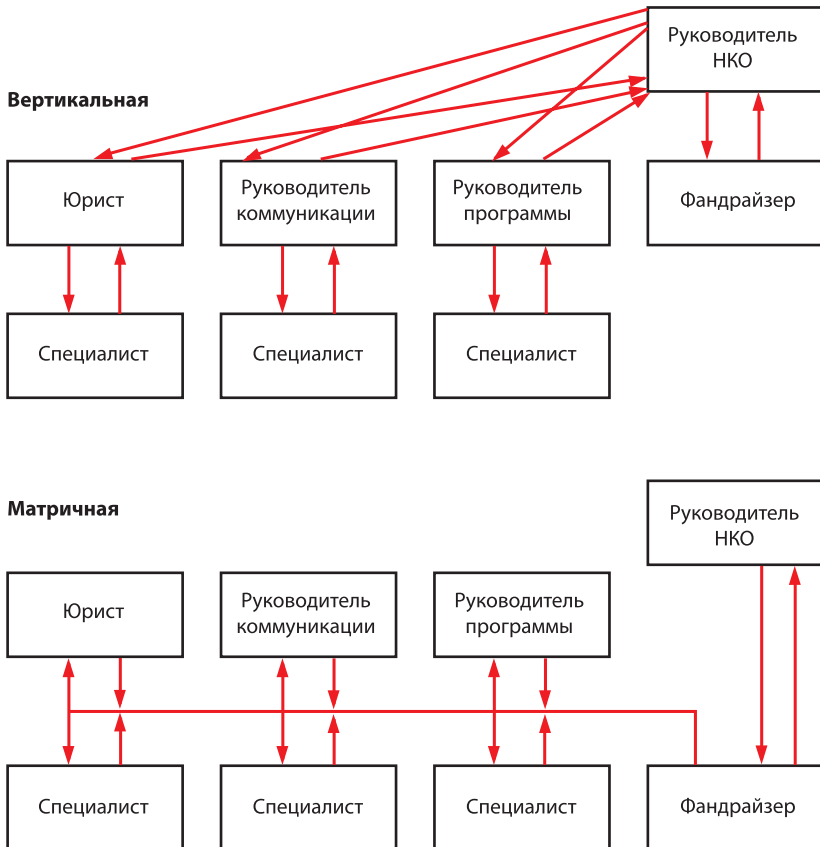 Руководитель
НКО
Вертикальная
Юрист
Руководитель
коммуникации
Руководитель
программы
Фандрайзер
Специалист
Специалист
Специалист
Матричная
Руководитель
НКО
Юрист
Руководитель
коммуникации
Руководитель
программы
Специалист
Специалист
Специалист
Фандрайзер